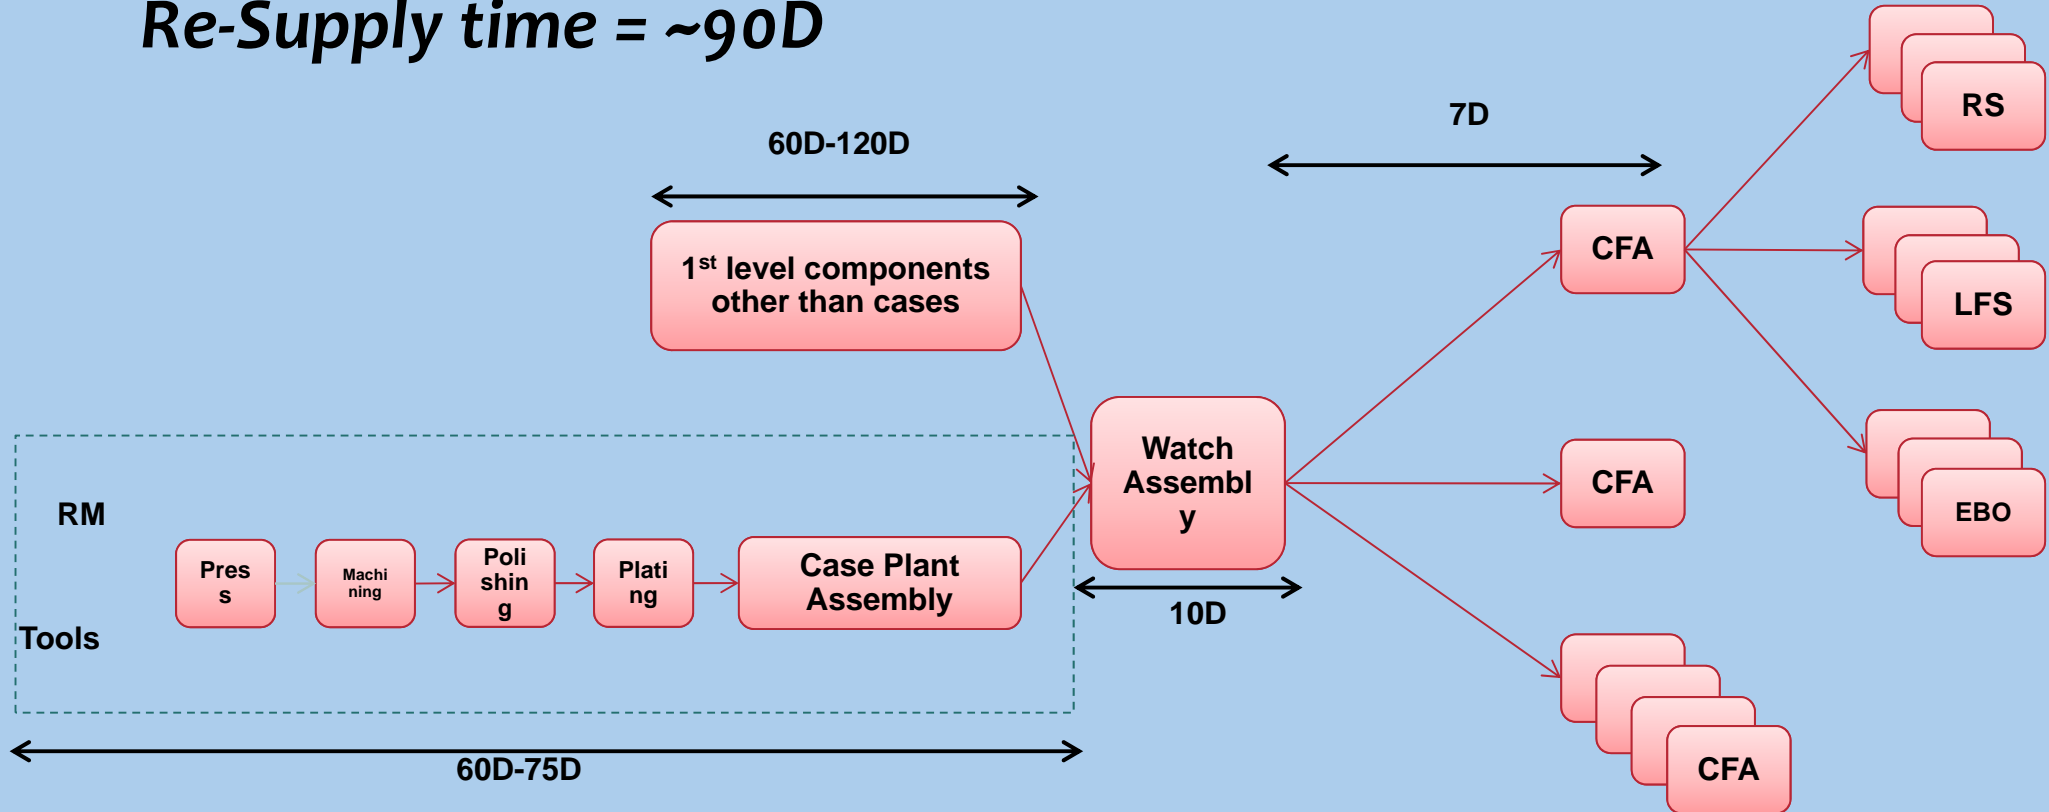 Re-Supply time = ~90D
7D
60D-120D
RS
1st level components
other than cases
CFA
LFS
Watch
Assembl
y
CFA
EBO
RM
Pres
s
Machi
ning
Poli
shin
g
Plati
ng
Case Plant
Assembly
Tools
10D
60D-75D
CFA